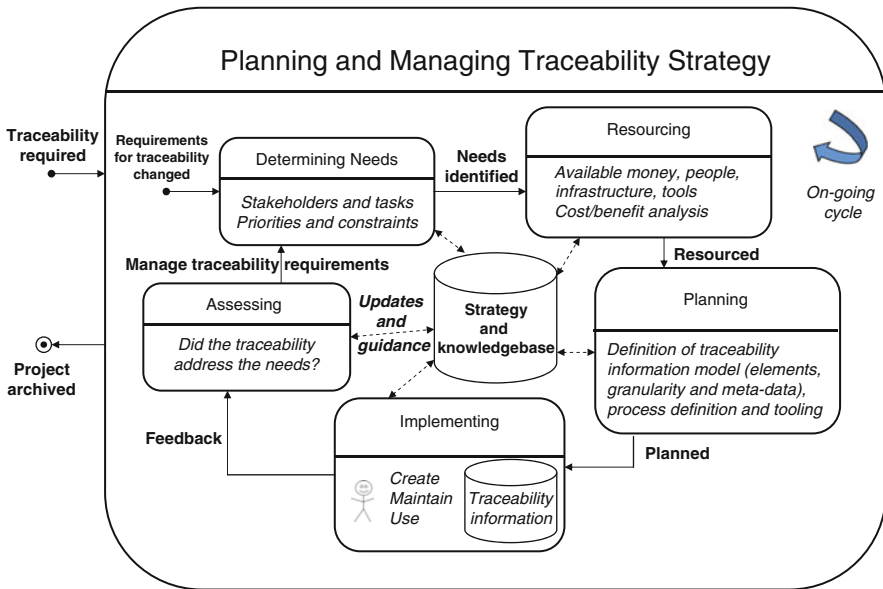 Planning and Managing Traceability Strategy
Traceability
required
Requirements
for traceability
changed
Determining Needs
Stakeholders and tasks
Priorities and constraints
Needs
identified
Resourcing
Available money, people,
infrastructure, tools
Cost/benefit analysis
On-going
cycle
Resourced
Manage traceability requirements
Assessing
Did the traceability
address the needs?
Updates
and
guidance
Strategy
and
knowledgebase
Planning
Definition of traceability
information model (elements,
granularity and meta-data),
process definition and tooling
Project
archived
Feedback
Implementing
Create
Maintain
Use
Traceability
information
Planned